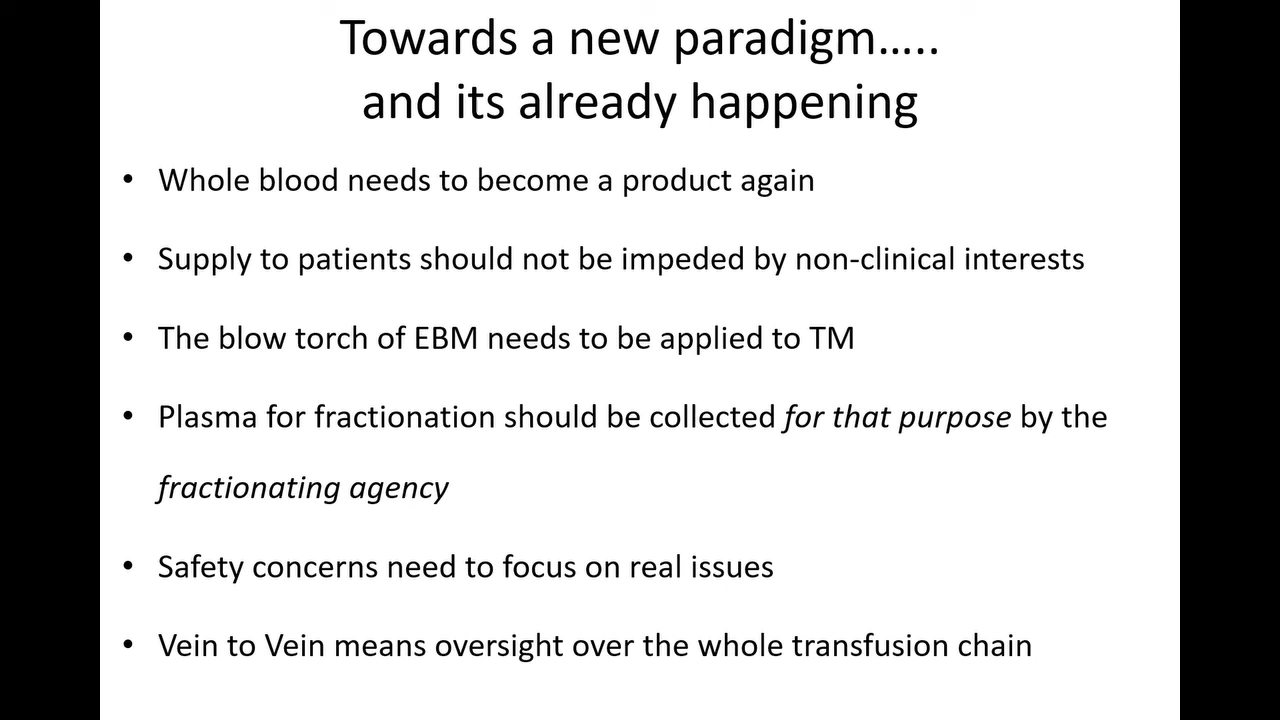 Towards a new paradigm.....
and its already happening
• Whole blood needs to become a product again
• Supply to patients should not be impeded by non-clinical interests
• The blow torch of EBM needs to be applied to TM
• Plasma for fractionation should be collected for that purpose by the
fractionating agency
• Safety concerns need to focus on real issues
• Vein to Vein means oversight over the whole transfusion chain